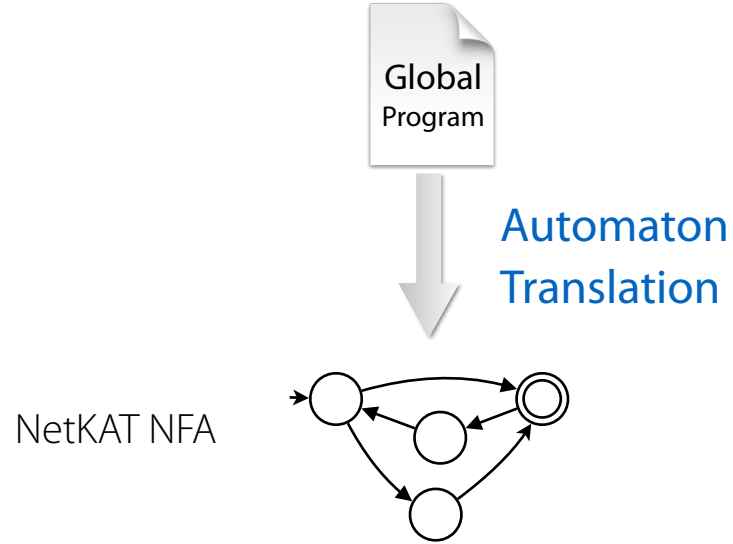 Global
Program
Automaton
Translation
NetKAT NFA